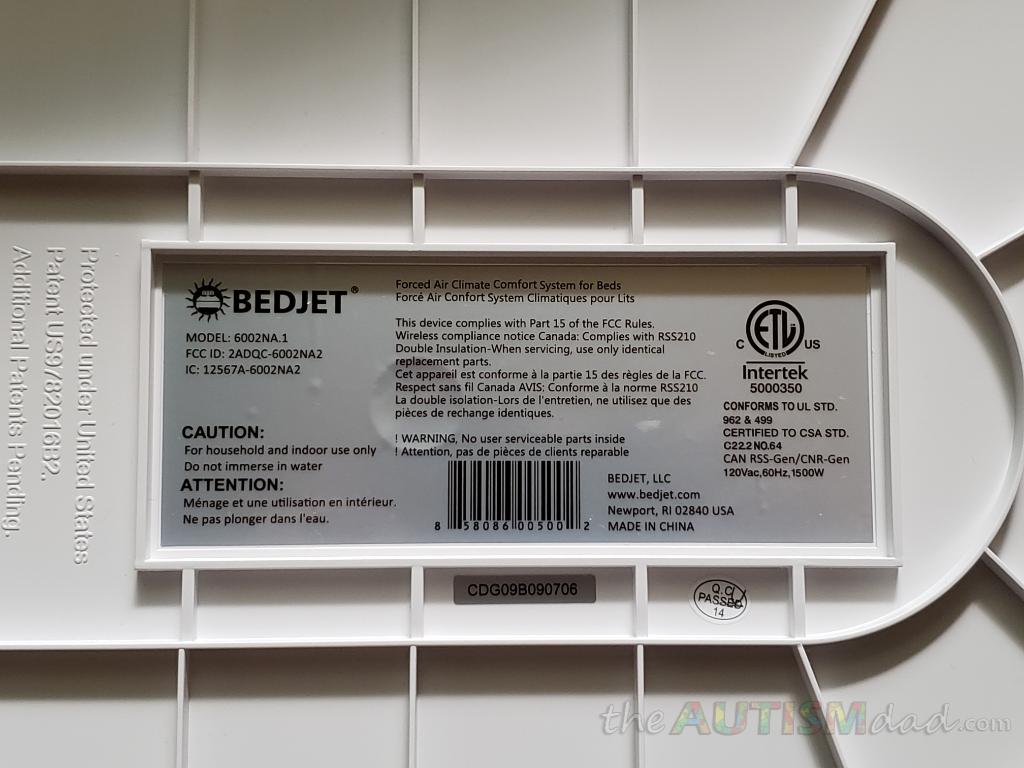 Protected under United States
Patent US9/8201682.
Additional Patents Pending.
BEDJET®
MODEL: 6002NA.1
FCC ID: 2ADQC-6002NA2
IC: 12567A-6002NA2
CAUTION:
For household and indoor use only
Do not immerse in water
ATTENTION:
Ménage et une utilisation en intérieur.
Ne pas plonger dans l'eau.
Forced Air Climate Comfort System for Beds
Forcé Air Confort System Climatiques pour Lits
This device complies with Part 15 of the FCC Rules.
Wireless compliance notice Canada: Complies with RSS210
Double Insulation-When servicing, use only identical
replacement parts.
Cet appareil est conforme à la partie 15 des règles de la FCC.
Respect sans fil Canada AVIS: Conforme à la norme RSS210
La double isolation-Lors de l'entretien, ne utilisez que des
pièces de rechange identiques.
! WARNING, No user serviceable parts inside
! Attention, pas de pièces de clients reparable
8 58086 00500 2
BEDJET, LLC
www.bedjet.com
Newport, RI 02840 USA
MADE IN CHINA
ETL
LISTED
C US
Intertek
5000350
CONFORMS TO UL STD.
962 & 499
CERTIFIED TO CSA STD.
C22.2 NO.64
CAN RSS-Gen/CNR-Gen
120Vac,60Hz,1500W
CDG09B090706
Q.C
PASSED
14
theAUTISMdad.com